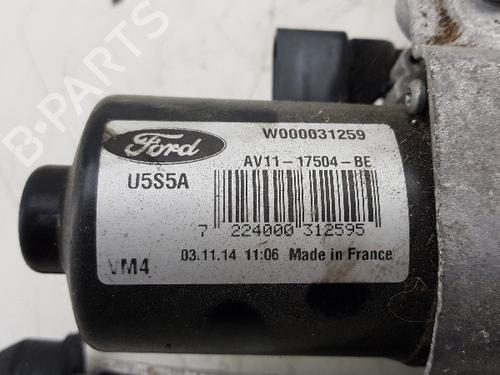 B-PARTS
Ford
W000031259
AV11-17504-BE
U5S5A
7 224000 312595
VM4
03.11.14 11:06 Made in France